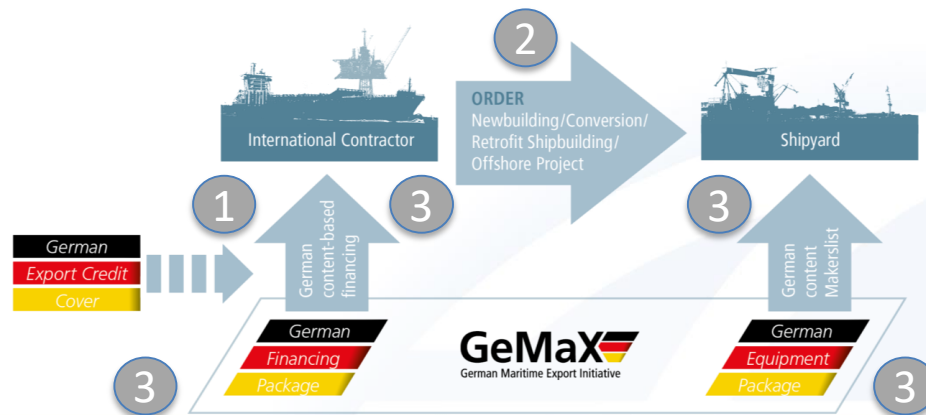 2
ORDER
Newbuilding/Conversion/
Retrofit Shipbuilding/
Offshore Project
International Contractor
Shipyard
1
3
3
German
Export Credit
Cover
German
content-based
financing
German
content
Makerslist
German
Financing
Package
GeMaX
German Maritime Export Initiative
German
Equipment
Package
3
3